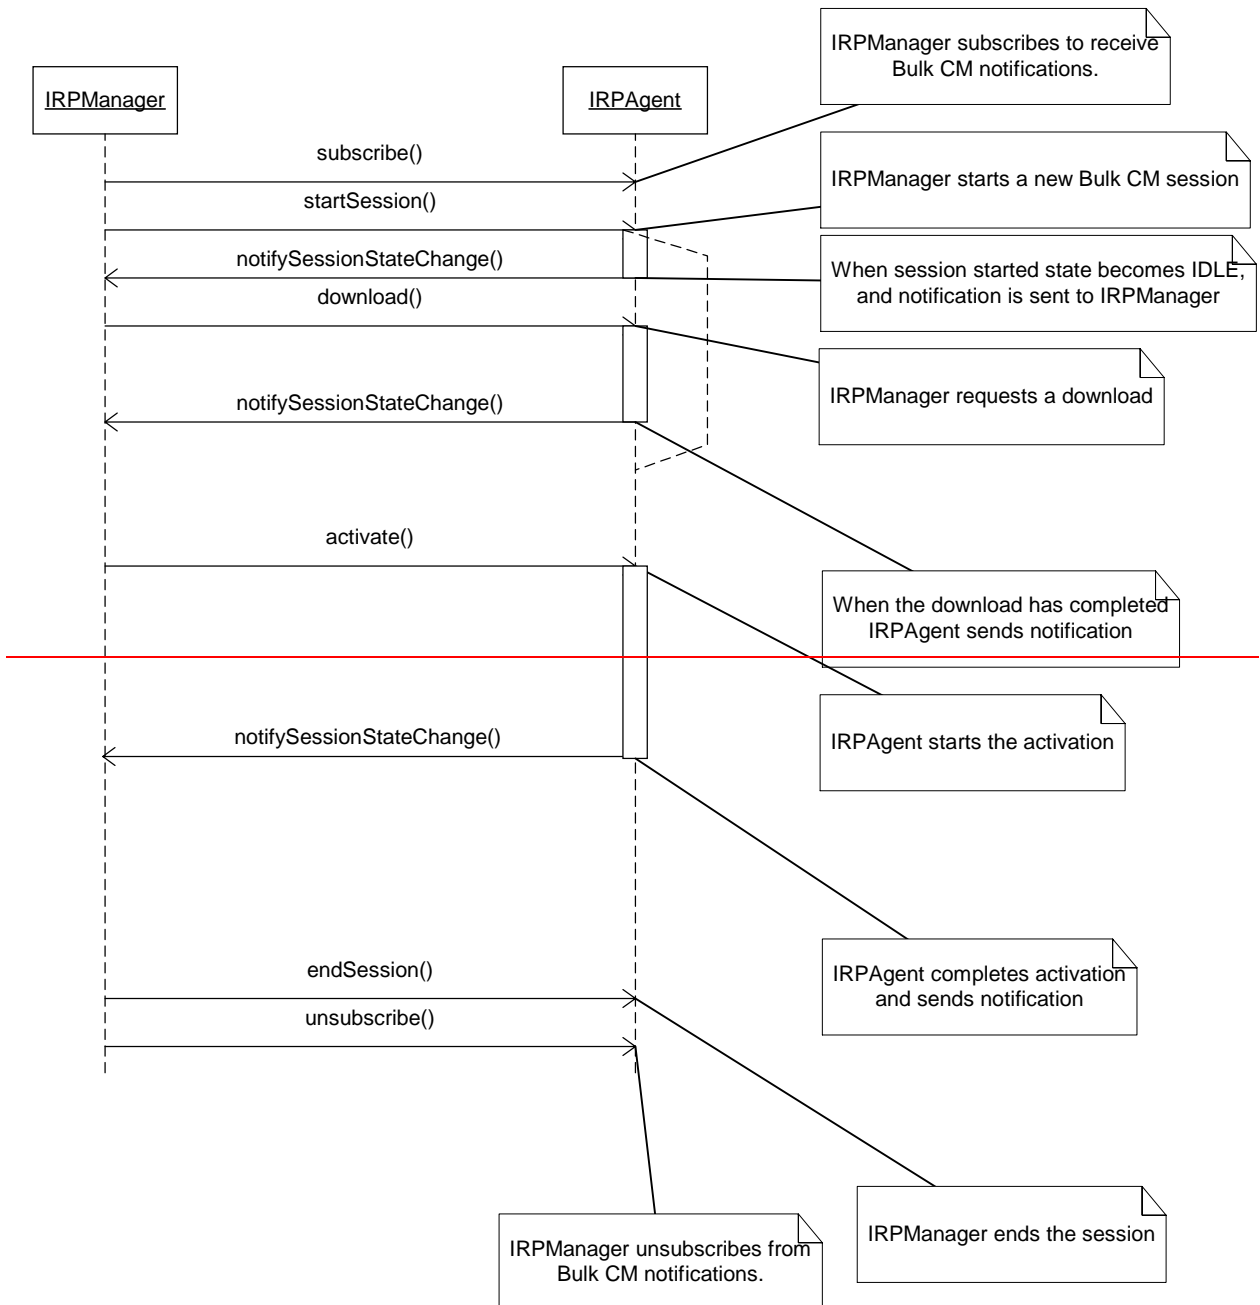 IRPManager subscribes to receive
Bulk CM notifications.
IRPManager
IRPAgent
subscribe()
IRPManager starts a new Bulk CM session
startSession()
notifySessionStateChange()
When session started state becomes IDLE,
and notification is sent to IRPManager
download()
IRPManager requests a download
notifySessionStateChange()
activate()
When the download has completed
IRPAgent sends notification
notifySessionStateChange()
IRPAgent starts the activation
endSession()
IRPAgent completes activation
and sends notification
unsubscribe()
IRPManager ends the session
IRPManager unsubscribes from
Bulk CM notifications.